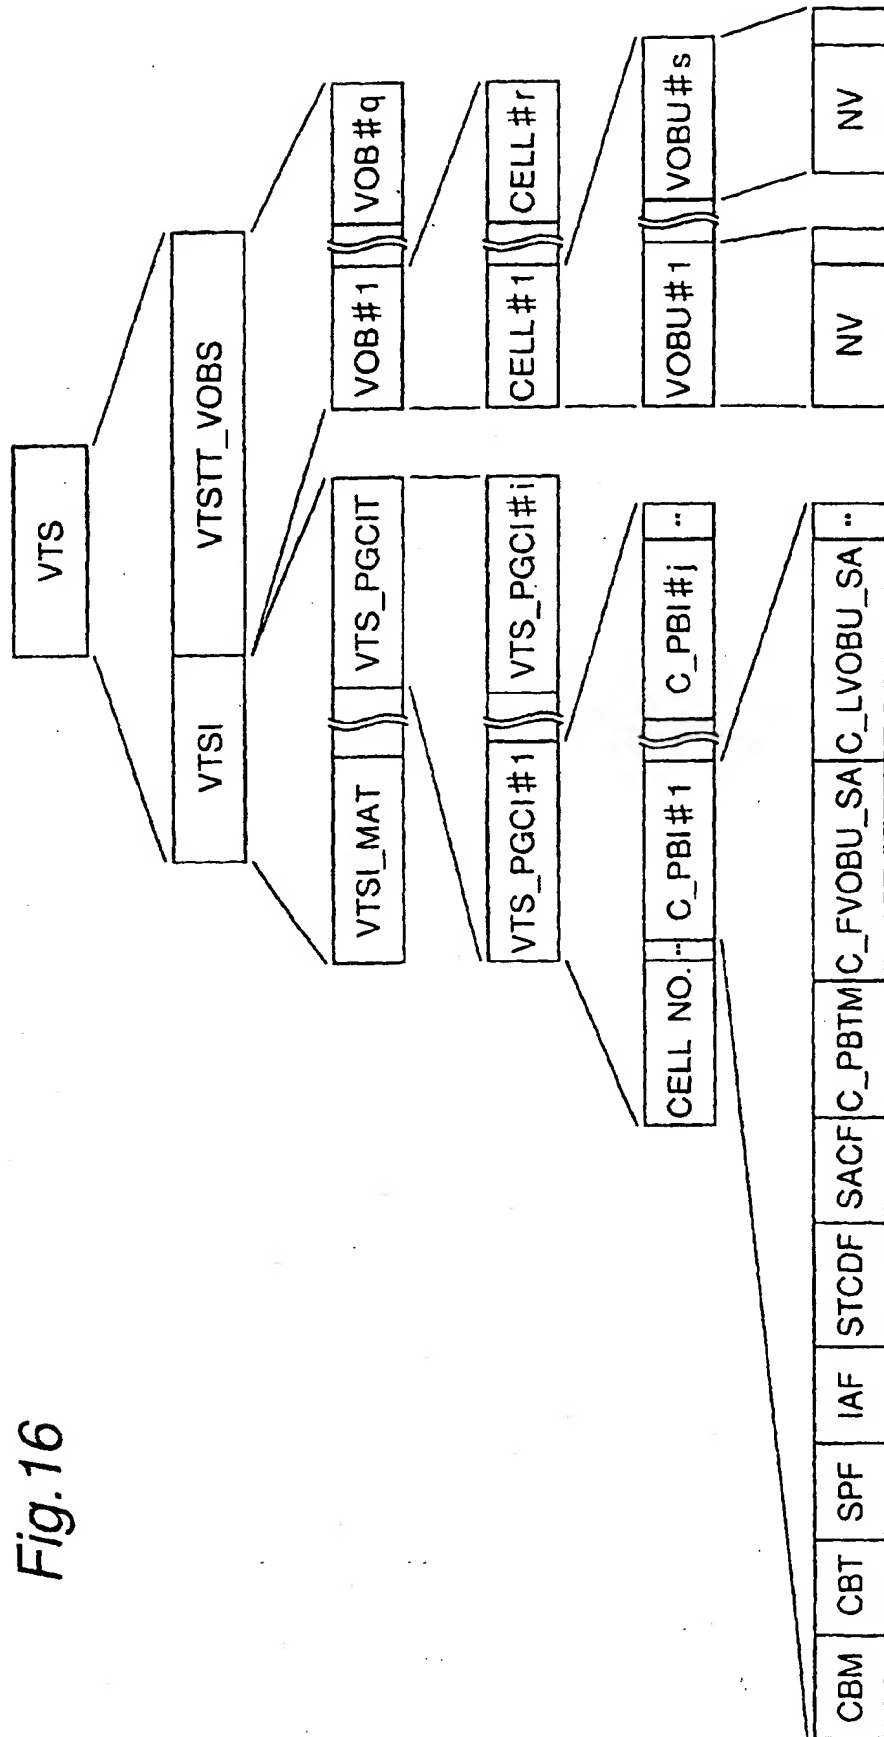 Fig.16
VTS
VTSI VTSTT_VOBS
VTSI_MAT VTS_PGCIT VOB#1 VOB#q
VTS_PGCI#1 VTS_PGCI#i CELL#1 CELL#r
CELL NO. ·· C_PBI#1 C_PBI#j ·· VOBU#1 VOBU#s
CBM CBT SPF IAF STCDF SACF C_PBTM C_FVOBU_SA C_LVOBU_SA ·· NV NV